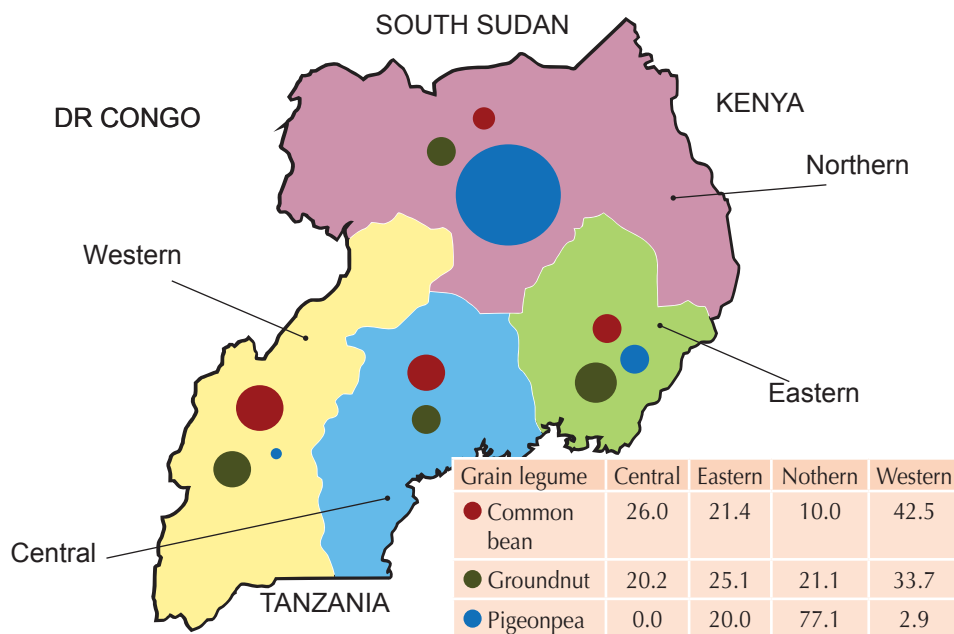 SOUTH SUDAN
DR CONGO
KENYA
Northern
Western
Eastern
Central
TANZANIA
Grain legume Central Eastern Nothern Western
Common bean 26.0 21.4 10.0 42.5
Groundnut 20.2 25.1 21.1 33.7
Pigeonpea 0.0 20.0 77.1 2.9